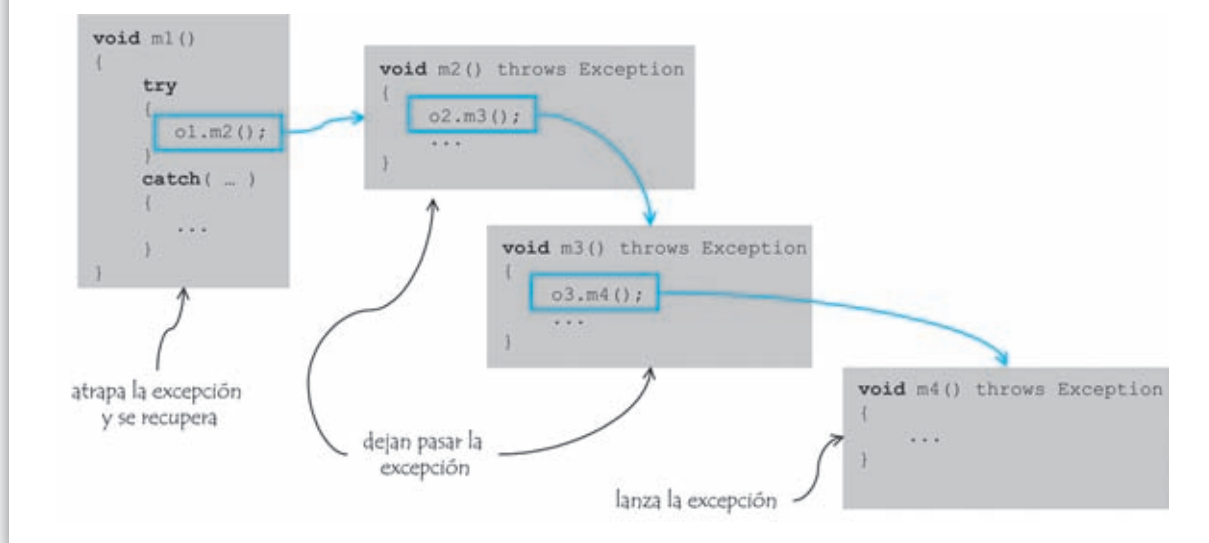 void m1()
{
try
{
o1.m2();
}
catch( … )
{
...
}
}
void m2() throws Exception
{
o2.m3();
...
}
void m3() throws Exception
{
o3.m4();
...
}
void m4() throws Exception
{
...
}
atrapa la excepción
y se recupera
dejan pasar la
excepción
lanza la excepción